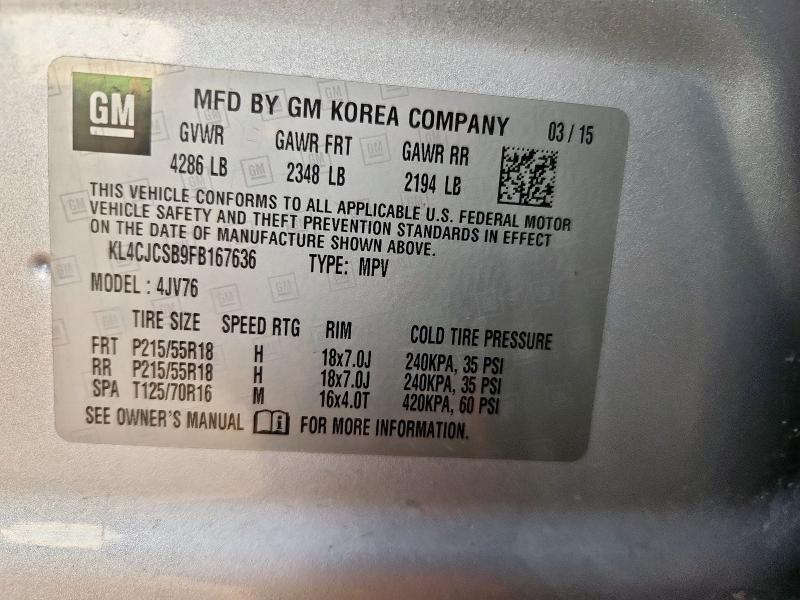 GM
MFD BY GM KOREA COMPANY 03 / 15
GVWR GAWR FRT GAWR RR
4286 LB 2348 LB 2194 LB
THIS VEHICLE CONFORMS TO ALL APPLICABLE U.S. FEDERAL MOTOR
VEHICLE SAFETY AND THEFT PREVENTION STANDARDS IN EFFECT
ON THE DATE OF MANUFACTURE SHOWN ABOVE.
KL4CJCSB9FB167636 TYPE: MPV
MODEL : 4JV76
TIRE SIZE SPEED RTG RIM COLD TIRE PRESSURE
FRT P215/55R18 H 18x7.0J 240KPA, 35 PSI
RR P215/55R18 H 18x7.0J 240KPA, 35 PSI
SPA T125/70R16 M 16x4.0T 420KPA, 60 PSI
SEE OWNER'S MANUAL i FOR MORE INFORMATION.